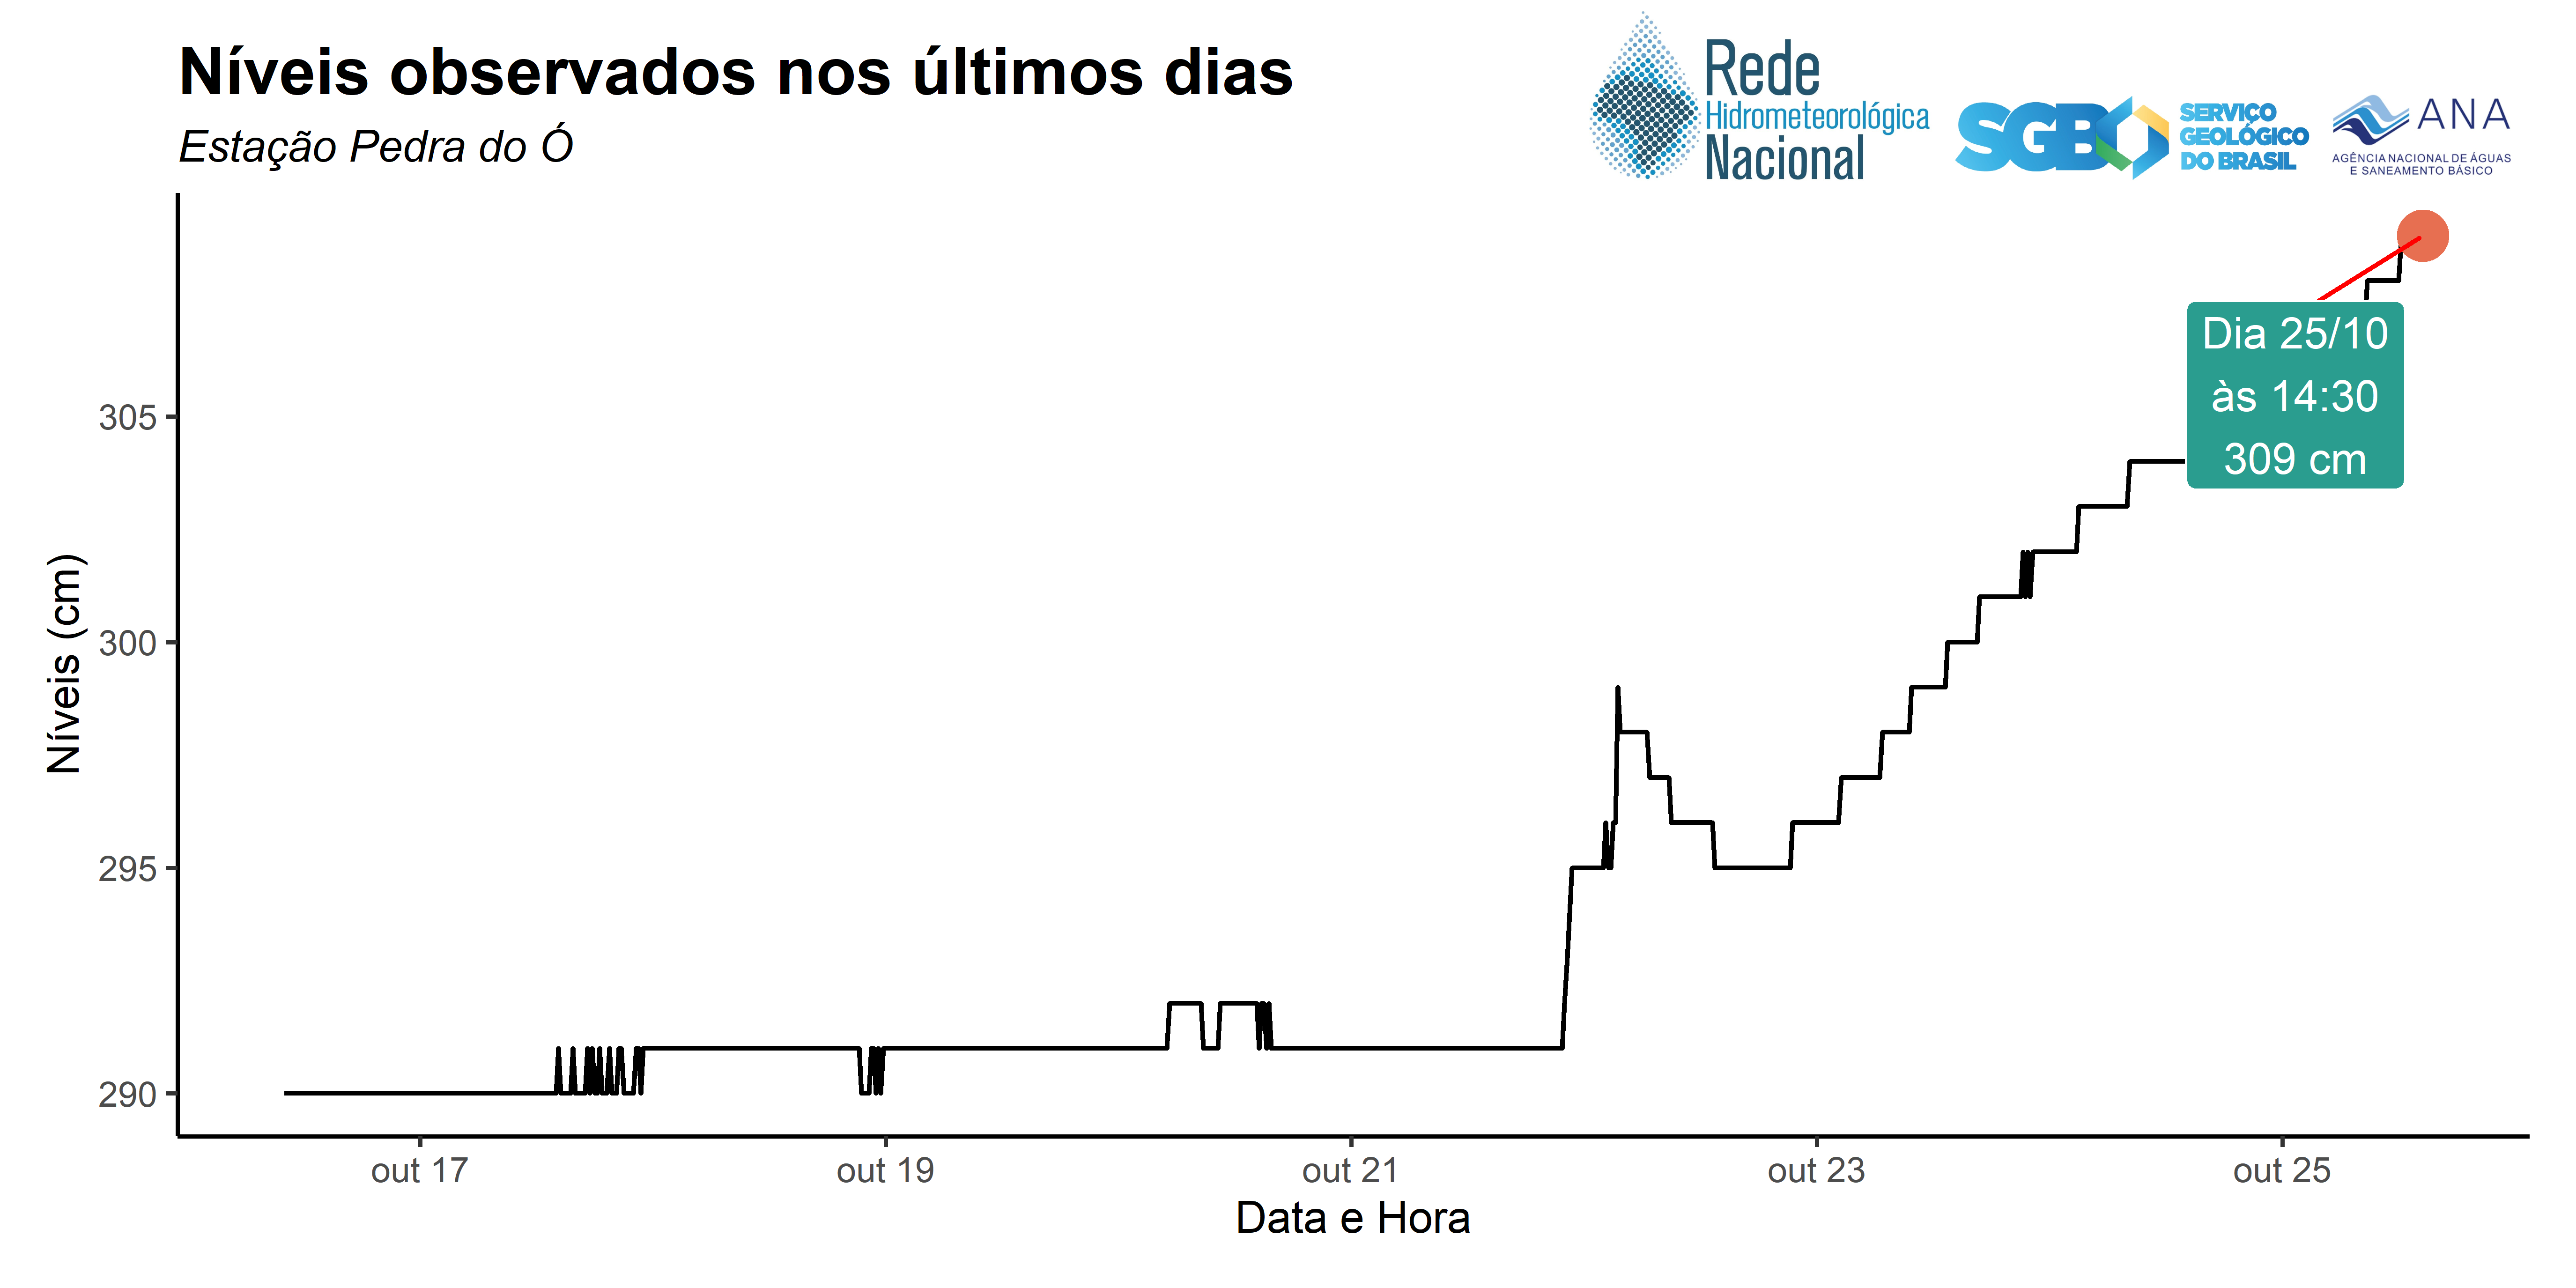 Níveis observados nos últimos dias
Estação Pedra do Ó
Rede
Hidrometeorológica
Nacional
SGB
SERVIÇO
GEOLÓGICO
DO BRASIL
ANA
AGÊNCIA NACIONAL DE ÁGUAS
E SANEAMENTO BÁSICO
Dia 25/10
às 14:30
309 cm
Níveis (cm)
305
300
295
290
out 17
out 19
out 21
out 23
out 25
Data e Hora